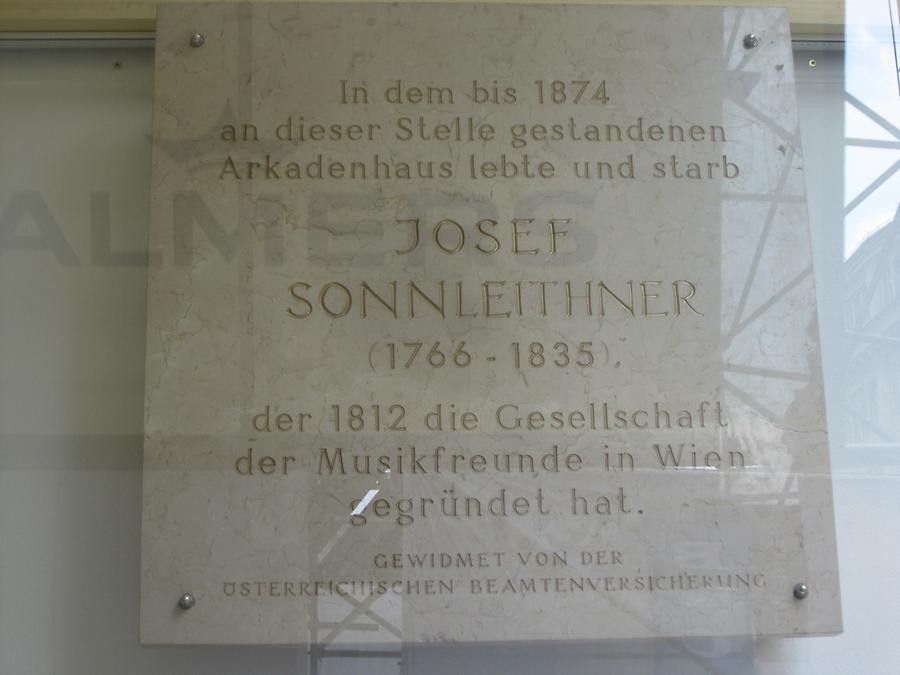 In dem bis 1874
an dieser Stelle gestandenen
Arkadenhaus lebte und starb
JOSEF
SONNLEITHNER
(1766 - 1835),
der 1812 die Gesellschaft
der Musikfreunde in Wien
gegründet hat.
GEWIDMET VON DER
ÖSTERREICHISCHEN BEAMTENVERSICHERUNG
ALMERS